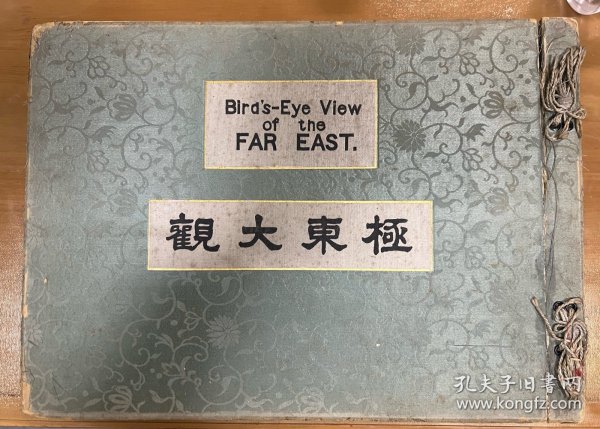 Bird's-Eye View
of the
FAR EAST.
觀大東極
孔夫子旧書网
www.kongfz.com